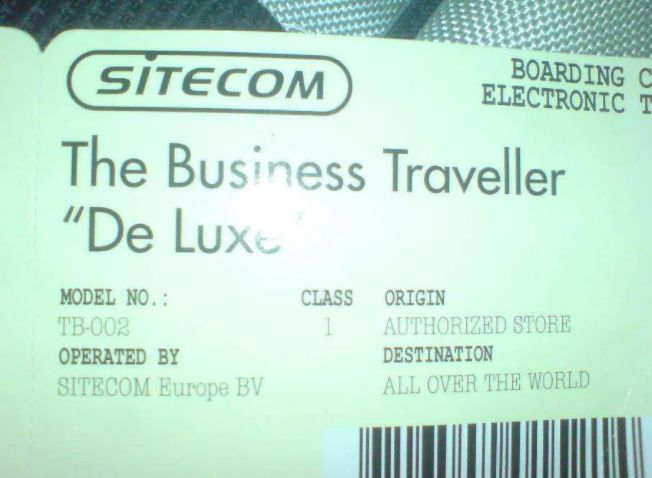 SITECOM
BOARDING C
ELECTRONIC T
The Business Traveller
"De Luxe"
MODEL NO.: CLASS ORIGIN
TB-002 1 AUTHORIZED STORE
OPERATED BY DESTINATION
SITECOM Europe BV ALL OVER THE WORLD